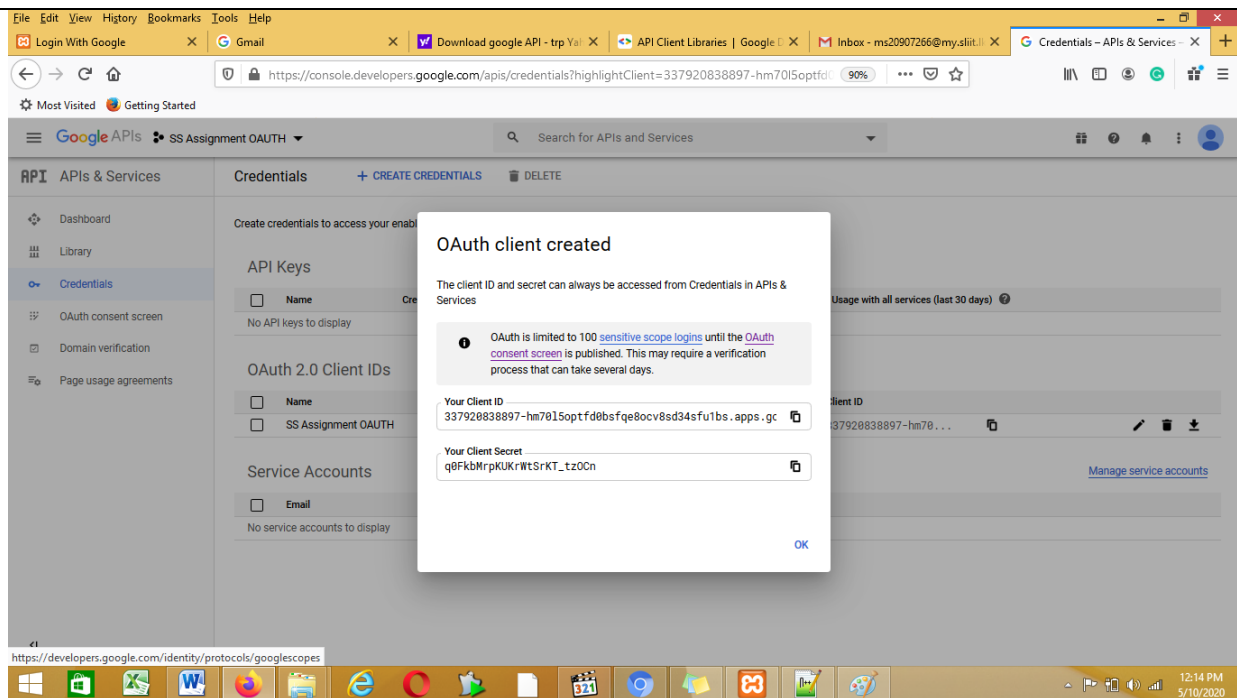 File Edit View History Bookmarks Tools Help
Login With Google
Gmail
Download google API - trp Yah
API Client Libraries | Google D
Inbox - ms20907266@my.sliit.l
Credentials – APIs & Services –
https://console.developers.google.com/apis/credentials?highlightClient=337920838897-hm70l5optfd
90%
Most Visited Getting Started
Google APIs SS Assignment OAUTH
Search for APIs and Services
API APIs & Services
Credentials + CREATE CREDENTIALS DELETE
Dashboard
Library
Credentials
OAuth consent screen
Domain verification
Page usage agreements
Create credentials to access your enabl
API Keys
Name Cre Usage with all services (last 30 days)
No API keys to display
OAuth 2.0 Client IDs
Name Client ID
SS Assignment OAUTH 337920838897-hm70...
Service Accounts Manage service accounts
Email
No service accounts to display
OAuth client created
The client ID and secret can always be accessed from Credentials in APIs &
Services
OAuth is limited to 100 sensitive scope logins until the OAuth
consent screen is published. This may require a verification
process that can take several days.
Your Client ID
337920838897-hm70l5optfd0bsfqe8ocv8sd34sfu1bs.apps.gc
Your Client Secret
q0FkbMrpKUKrWtSrKT_tzOCn
OK
https://developers.google.com/identity/protocols/googlescopes
321
12:14 PM
5/10/2020